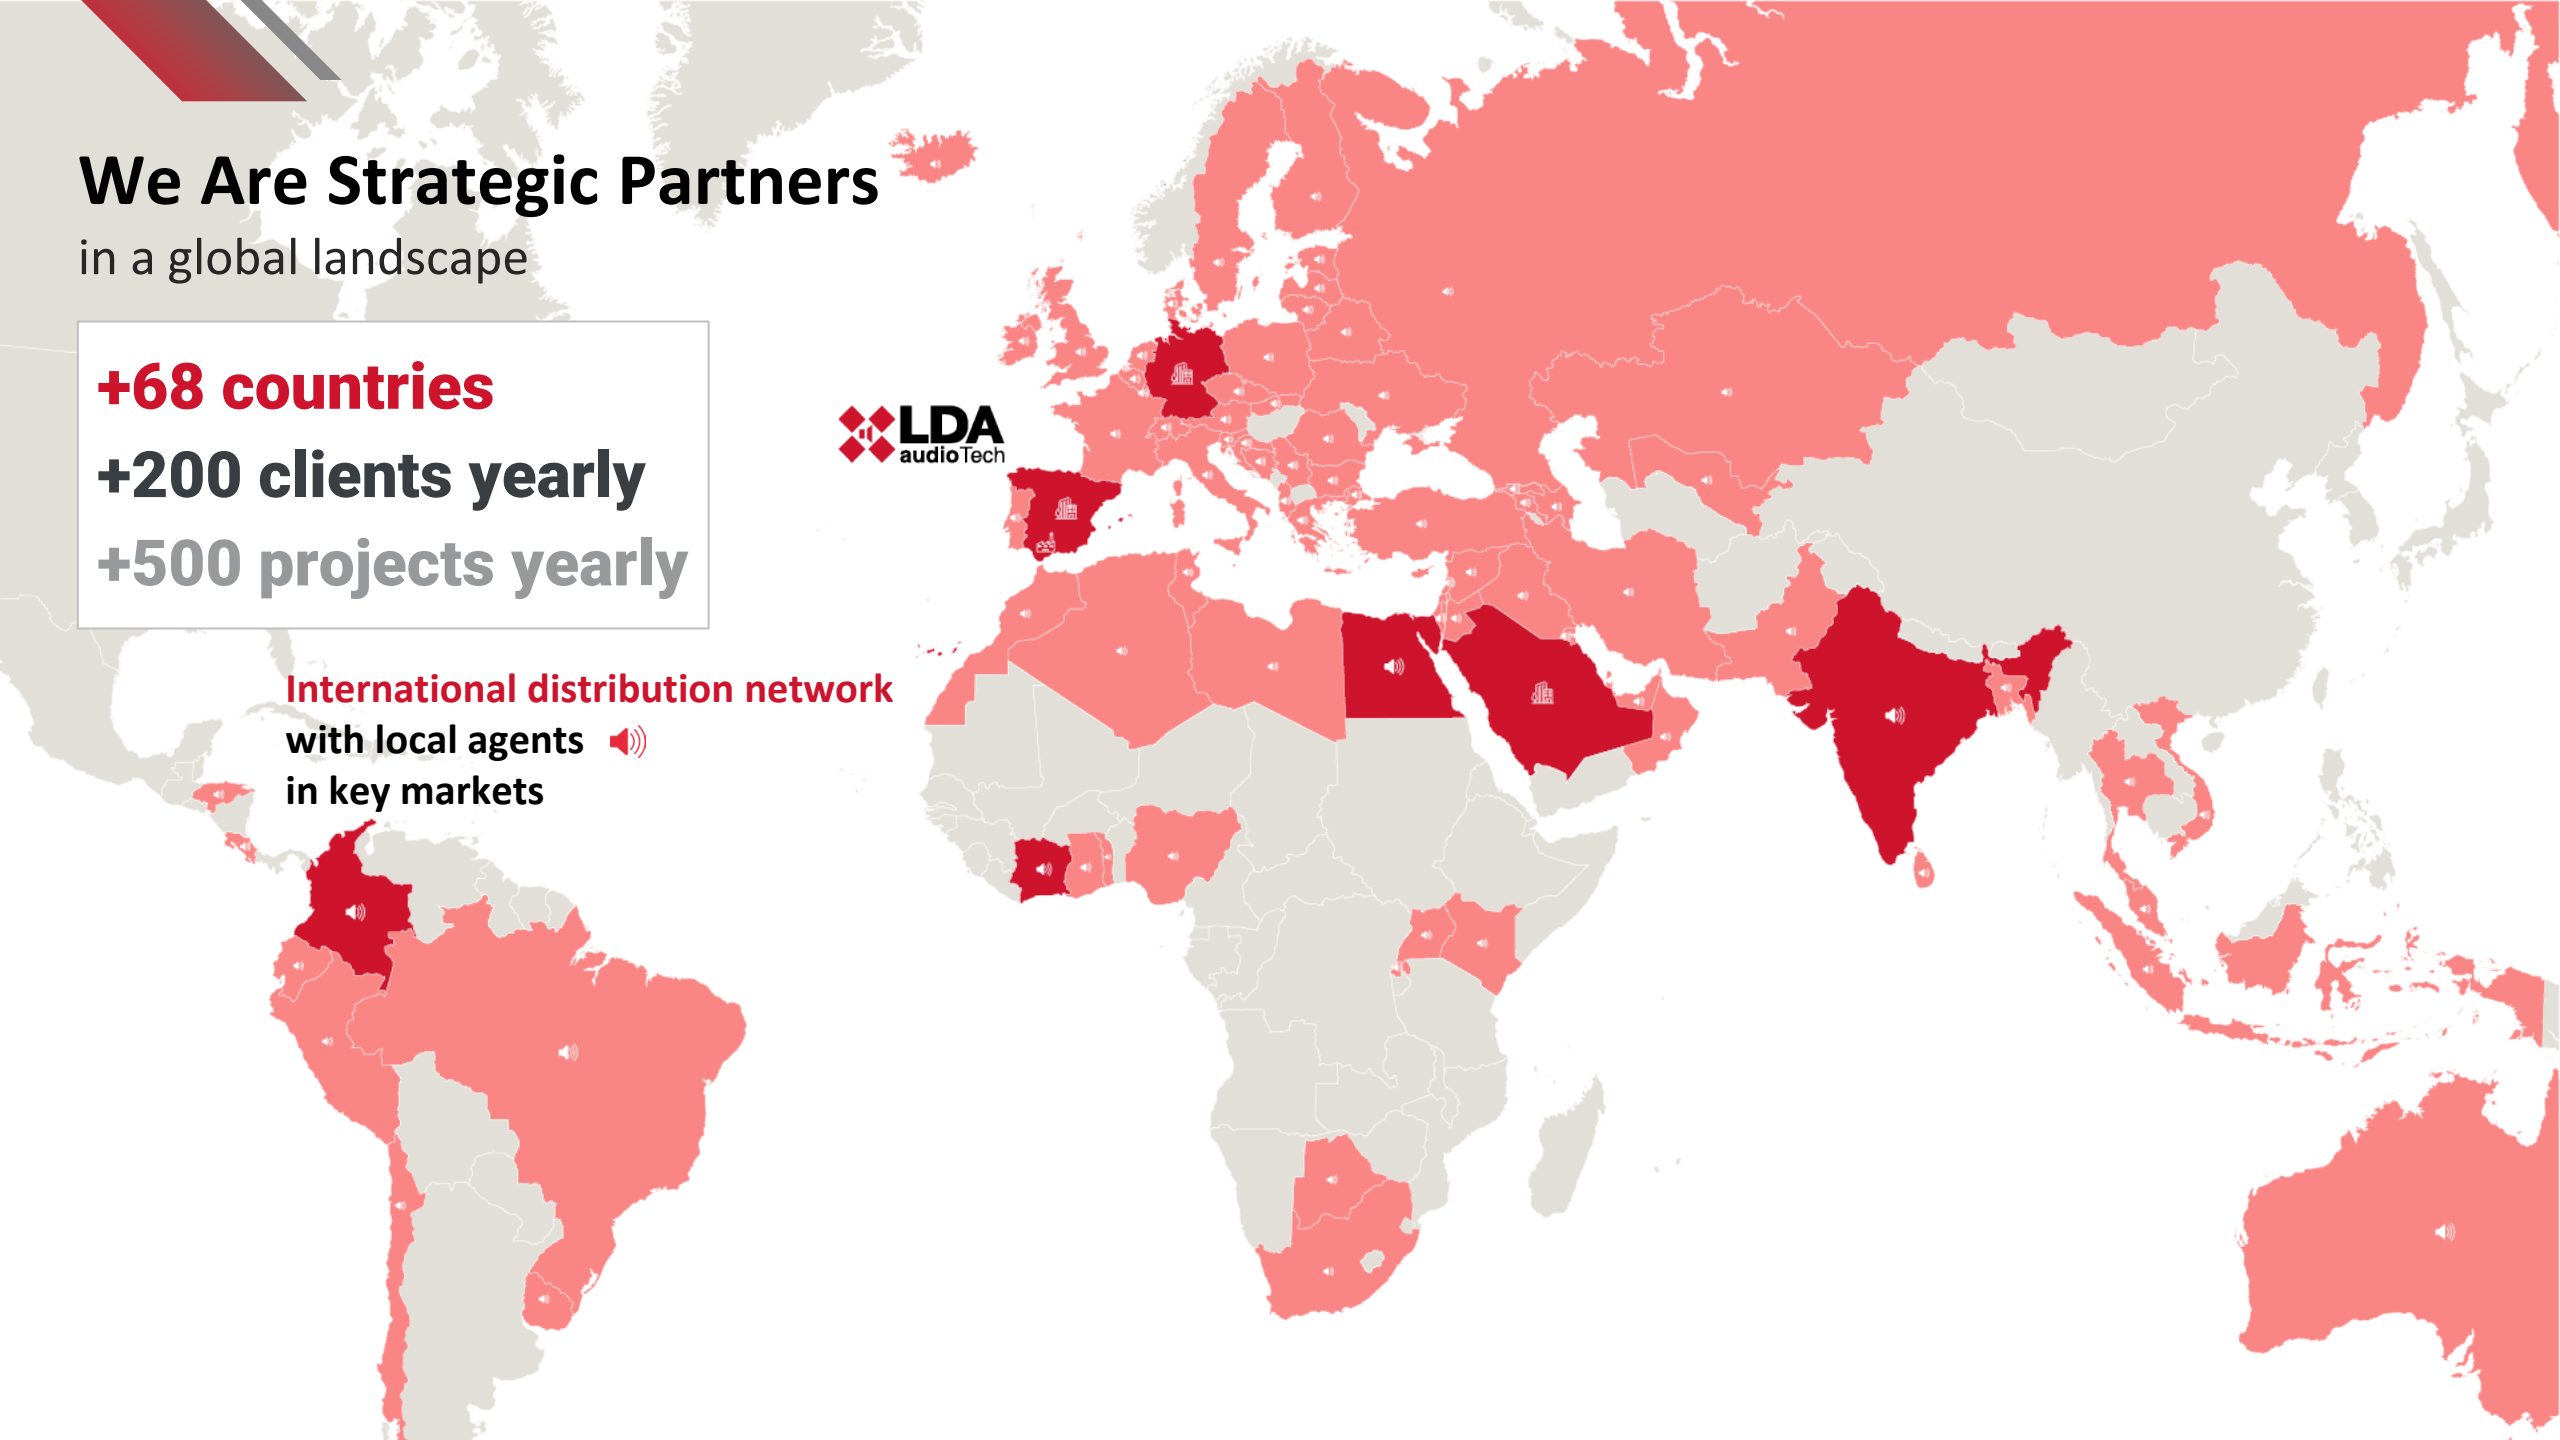 We Are Strategic Partners
in a global landscape
+68 countries
+200 clients yearly
+500 projects yearly
LDA
audioTech
International distribution network
with local agents
in key markets